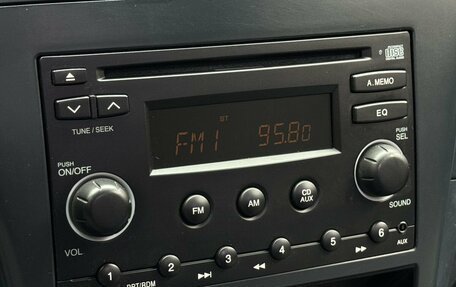 disc
A.MEMO
TUNE / SEEK
EQ
ST
FM1 95.80
PUSH
ON/OFF
PUSH
SEL
FM
AM
CD
AUX
VOL
SOUND
1
2
3
4
5
6
AUX
RPT/RDM